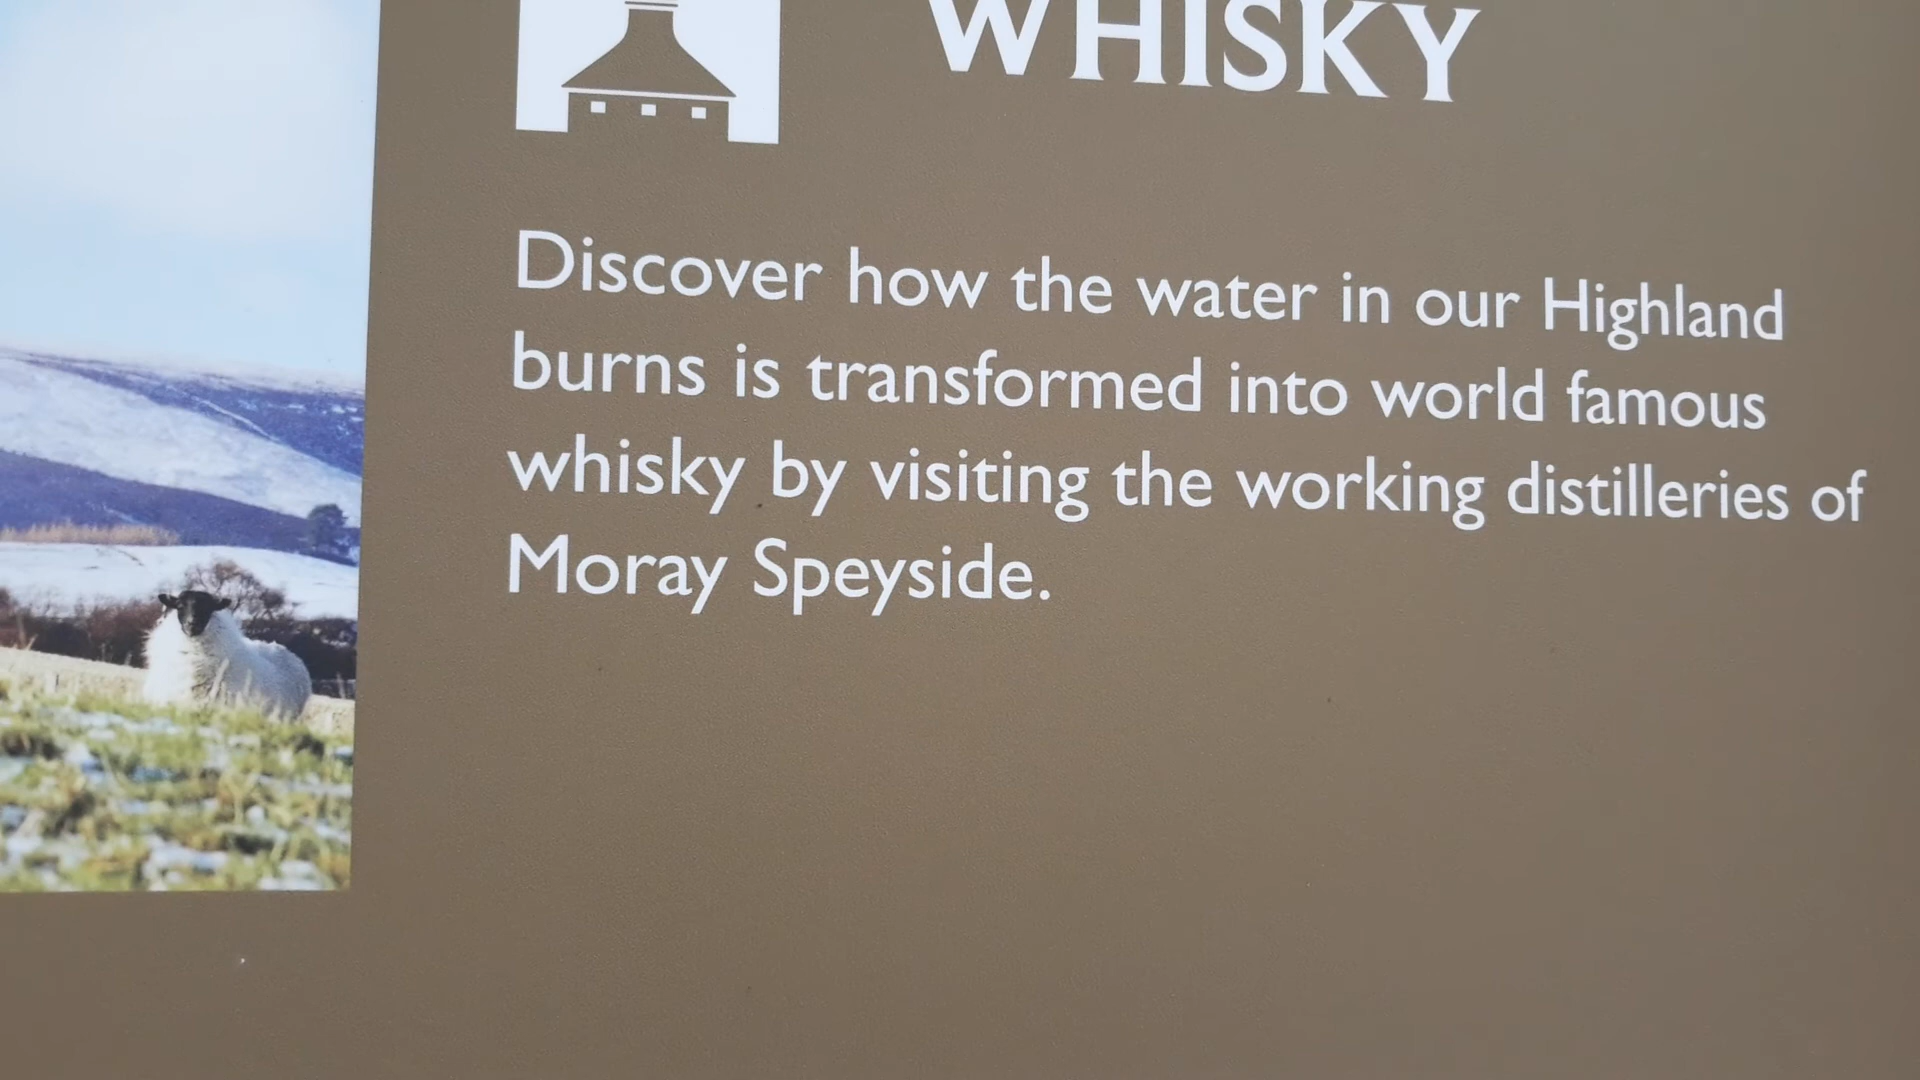 WHISKY
Discover how the water in our Highland
burns is transformed into world famous
whisky by visiting the working distilleries of
Moray Speyside.